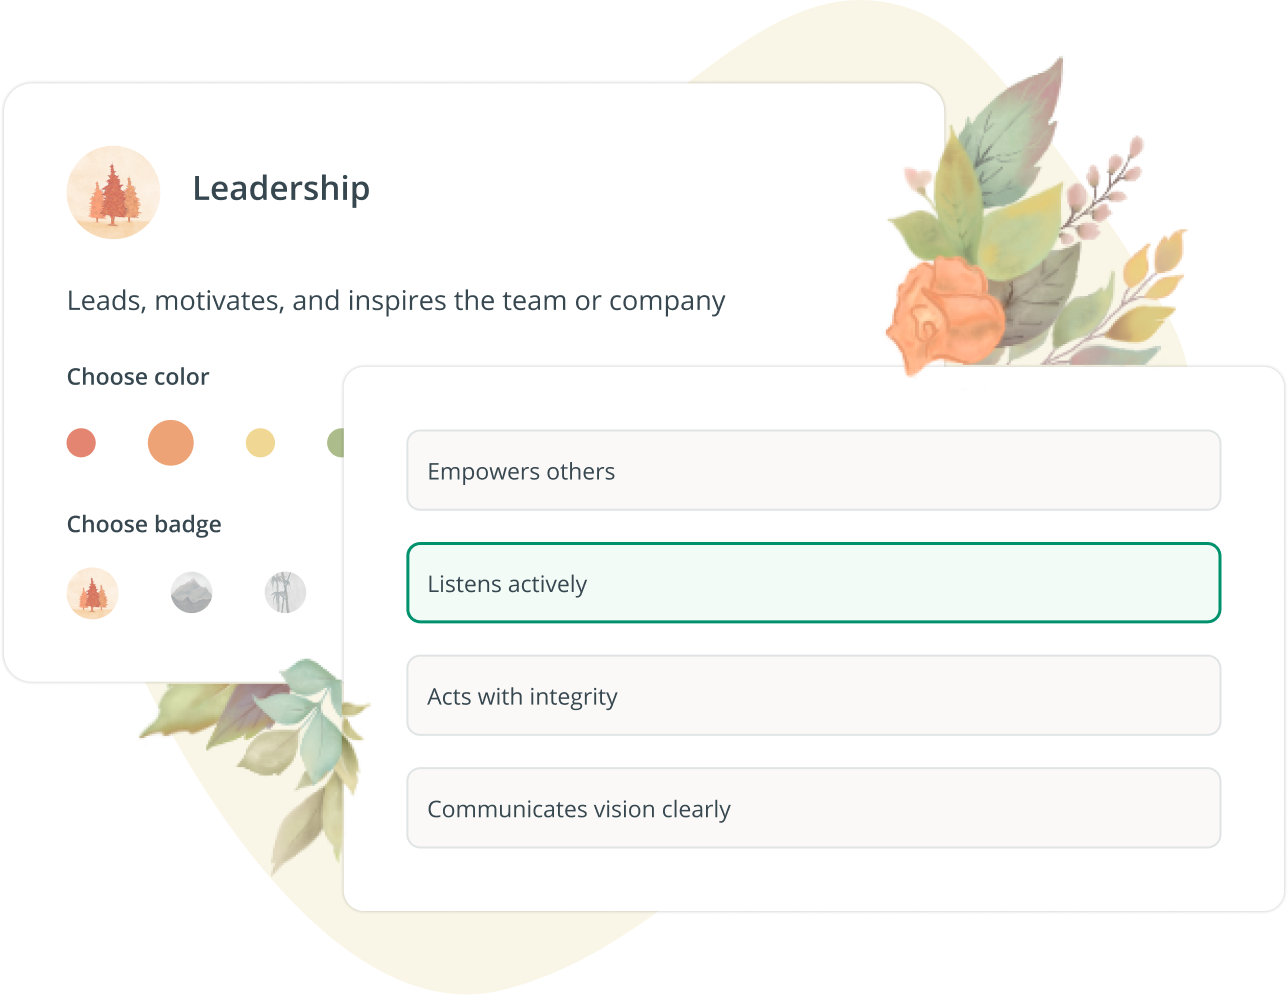 Leadership
Leads, motivates, and inspires the team or company
Choose color
Choose badge
Empowers others
Listens actively
Acts with integrity
Communicates vision clearly